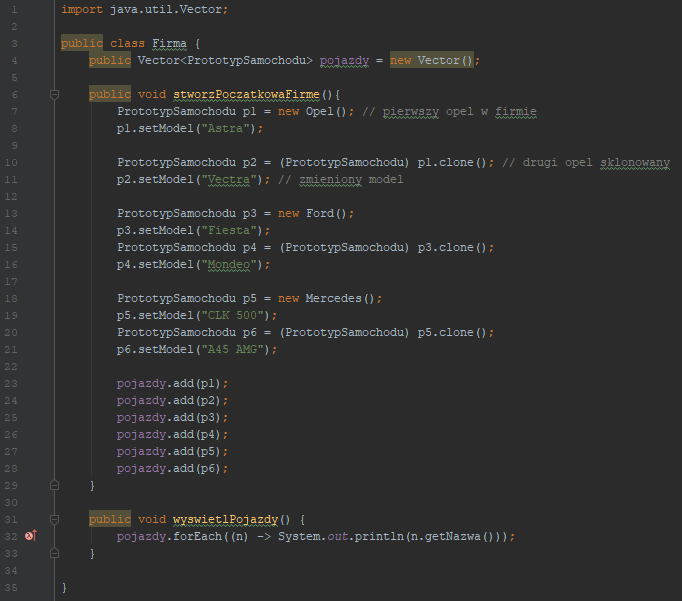 1 import java.util.Vector;
2
3 public class Firma {
4 public Vector<PrototypSamochodu> pojazdy = new Vector();
5
6 public void stworzPoczatkowaFirme(){
7 PrototypSamochodu p1 = new Opel(); // pierwszy opel w firmie
8 p1.setModel("Astra");
9
10 PrototypSamochodu p2 = (PrototypSamochodu) p1.clone(); // drugi opel sklonowany
11 p2.setModel("Vectra"); // zmieniony model
12
13 PrototypSamochodu p3 = new Ford();
14 p3.setModel("Fiesta");
15 PrototypSamochodu p4 = (PrototypSamochodu) p3.clone();
16 p4.setModel("Mondeo");
17
18 PrototypSamochodu p5 = new Mercedes();
19 p5.setModel("CLK 500");
20 PrototypSamochodu p6 = (PrototypSamochodu) p5.clone();
21 p6.setModel("A45 AMG");
22
23 pojazdy.add(p1);
24 pojazdy.add(p2);
25 pojazdy.add(p3);
26 pojazdy.add(p4);
27 pojazdy.add(p5);
28 pojazdy.add(p6);
29 }
30
31 public void wyswietlPojazdy() {
32 pojazdy.forEach((n) -> System.out.println(n.getNazwa()));
33 }
34
35 }